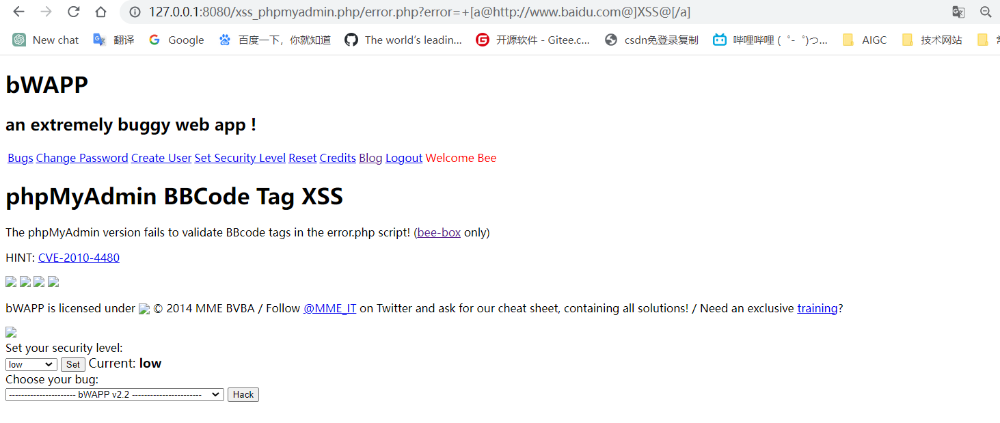 127.0.0.1:8080/xss_phpmyadmin.php/error.php?error=+[a@http://www.baidu.com@]XSS@[/a]
New chat 翻译 Google 百度一下，你就知道 The world's leadin... 开源软件 - Gitee.c... csdn免登录复制 哔哩哔哩 ( ゜- ゜)つ... AIGC 技术网站
bWAPP
an extremely buggy web app !
Bugs Change Password Create User Set Security Level Reset Credits Blog Logout Welcome Bee
phpMyAdmin BBCode Tag XSS
The phpMyAdmin version fails to validate BBcode tags in the error.php script! (bee-box only)
HINT: CVE-2010-4480
bWAPP is licensed under © 2014 MME BVBA / Follow @MME_IT on Twitter and ask for our cheat sheet, containing all solutions! / Need an exclusive training?
Set your security level:
low Set Current: low
Choose your bug:
---------------------- bWAPP v2.2 ----------------------- Hack